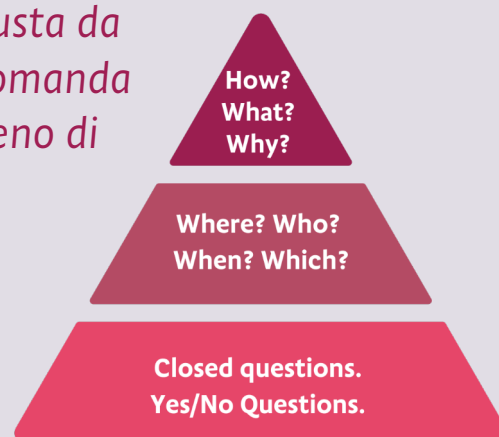 usta da
omanda
eno di
How?
What?
Why?
Where? Who?
When? Which?
Closed questions.
Yes/No Questions.